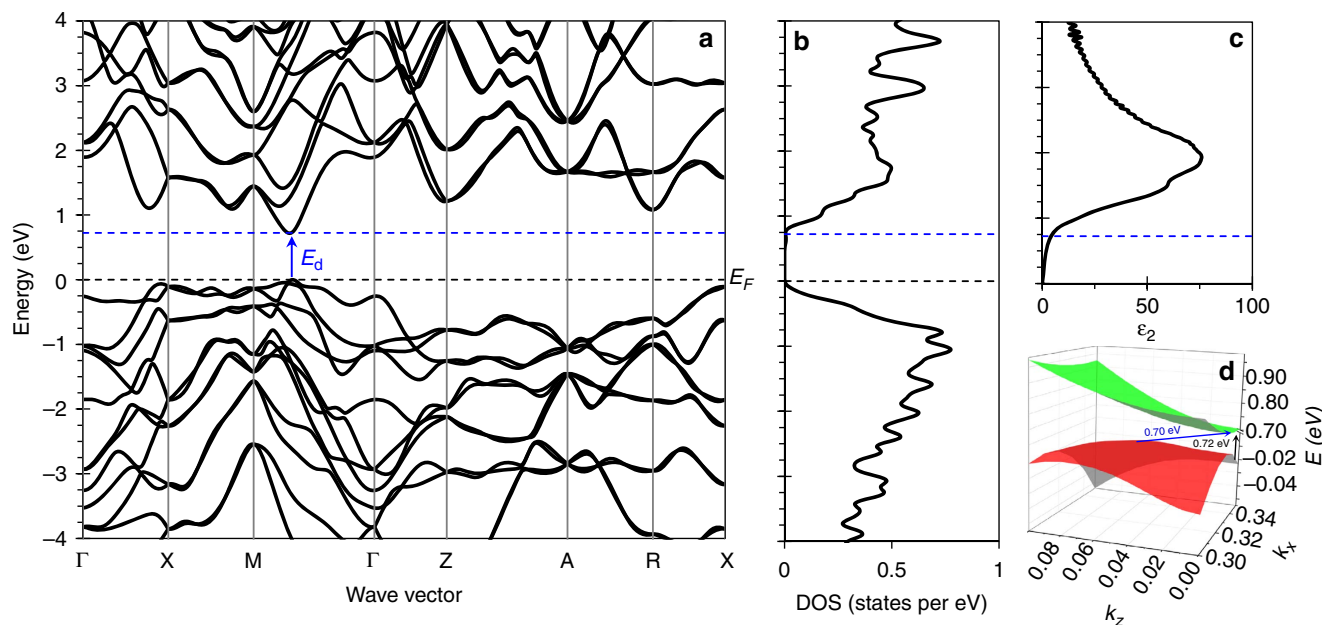 a
b
c
4
3
2
1
0
−1
−2
−3
−4
Energy (eV)
E_d
E_F
Γ X M Γ Z A R X
Wave vector
0 0.5 1
DOS (states per eV)
0 50 100
ε₂
d
0.70 eV
0.72 eV
0.90
0.80
0.70
−0.02
−0.04
E (eV)
0.34
0.32
0.30
k_x
0.08 0.06 0.04 0.02 0.00
k_z